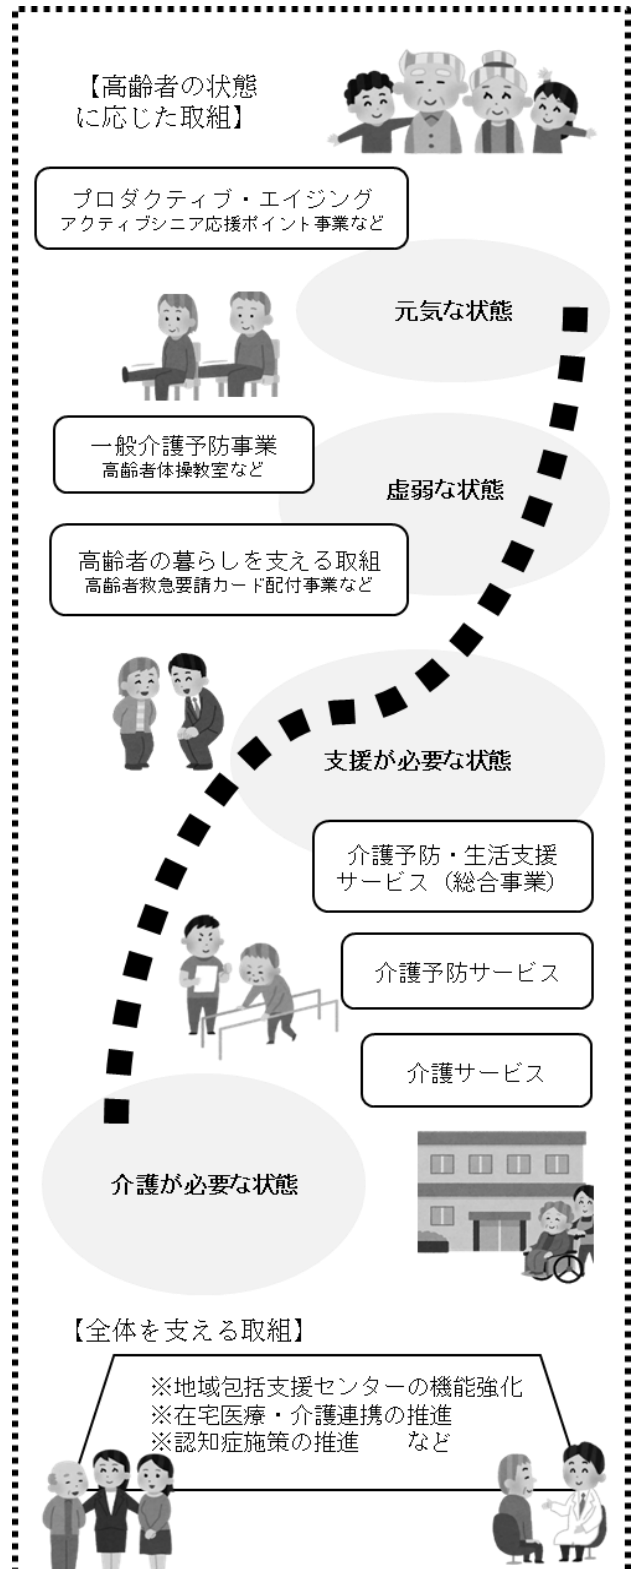 【高齢者の状態
に応じた取組】
プロダクティブ・エイジング
アクティブシニア応援ポイント事業など
元気な状態
一般介護予防事業
高齢者体操教室など
虚弱な状態
高齢者の暮らしを支える取組
高齢者救急要請カード配付事業など
支援が必要な状態
介護予防・生活支援
サービス（総合事業）
介護予防サービス
介護サービス
介護が必要な状態
【全体を支える取組】
※地域包括支援センターの機能強化
※在宅医療・介護連携の推進
※認知症施策の推進　　など